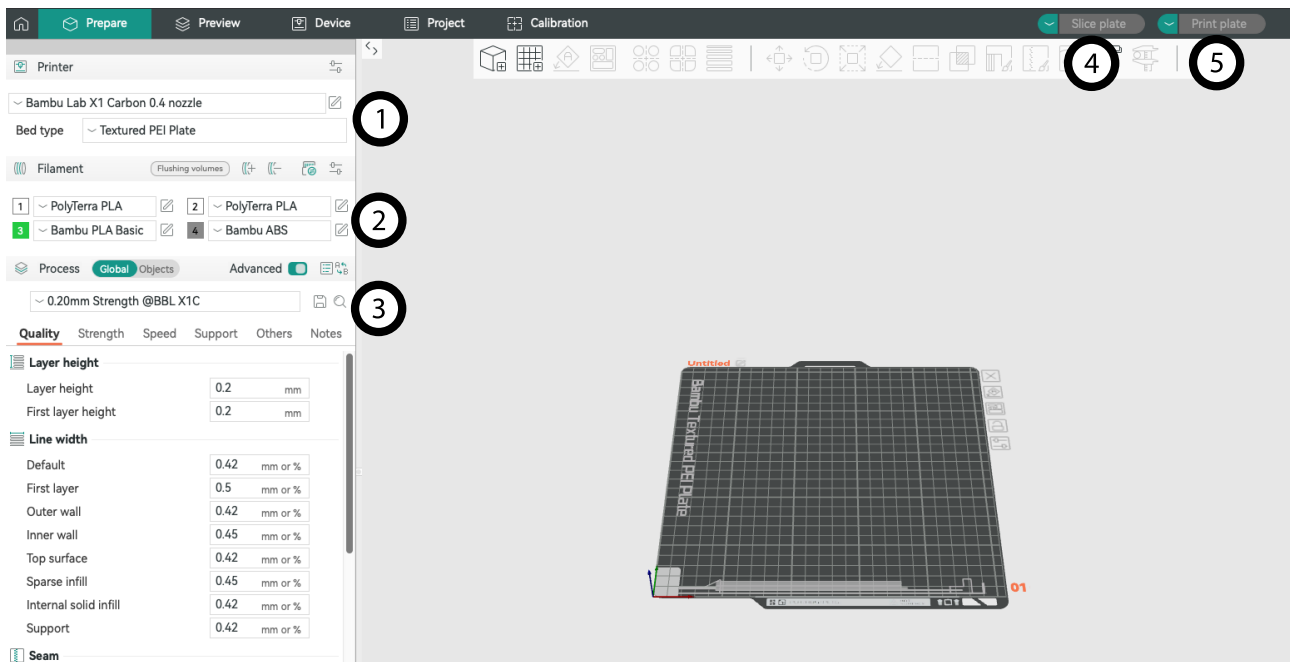 Prepare Preview Device Project Calibration Slice plate Print plate
Printer
Bambu Lab X1 Carbon 0.4 nozzle
1
Bed type Textured PEI Plate
Filament Flushing volumes
1 PolyTerra PLA 2 PolyTerra PLA
2
3 Bambu PLA Basic 4 Bambu ABS
Process Global Objects Advanced
0.20mm Strength @BBL X1C
3
Quality Strength Speed Support Others Notes
Layer height
Layer height 0.2 mm
First layer height 0.2 mm
Line width
Default 0.42 mm or %
First layer 0.5 mm or %
Outer wall 0.42 mm or %
Inner wall 0.45 mm or %
Top surface 0.42 mm or %
Sparse infill 0.45 mm or %
Internal solid infill 0.42 mm or %
Support 0.42 mm or %
Seam
4
5
Untitled
Bambu Textured PEI Plate
01